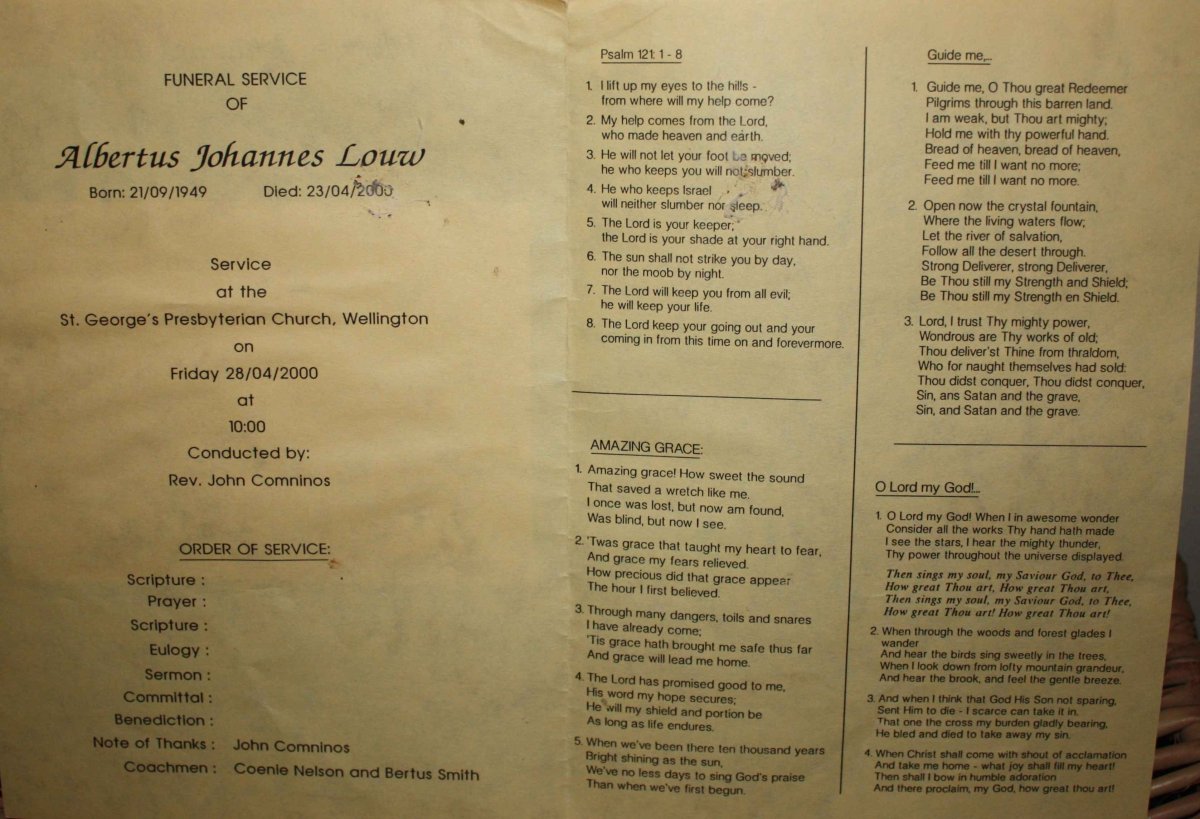 FUNERAL SERVICE
OF
Albertus Johannes Louw
Born: 21/09/1949 Died: 23/04/2000
Service
at the
St. George's Presbyterian Church, Wellington
on
Friday 28/04/2000
at
10:00
Conducted by:
Rev. John Comninos
ORDER OF SERVICE:
Scripture :
Prayer :
Scripture :
Eulogy :
Sermon :
Committal :
Benediction :
Note of Thanks : John Comninos
Coachmen : Coenie Nelson and Bertus Smith
Psalm 121: 1 - 8
1. I lift up my eyes to the hills -
from where will my help come?
2. My help comes from the Lord,
who made heaven and earth.
3. He will not let your foot be moved;
he who keeps you will not slumber.
4. He who keeps Israel
will neither slumber nor sleep.
5. The Lord is your keeper;
the Lord is your shade at your right hand.
6. The sun shall not strike you by day,
nor the moob by night.
7. The Lord will keep you from all evil;
he will keep your life.
8. The Lord keep your going out and your
coming in from this time on and forevermore.
AMAZING GRACE:
1. Amazing grace! How sweet the sound
That saved a wretch like me.
I once was lost, but now am found,
Was blind, but now I see.
2. 'Twas grace that taught my heart to fear,
And grace my fears relieved.
How precious did that grace appear
The hour I first believed.
3. Through many dangers, toils and snares
I have already come;
'Tis grace hath brought me safe thus far
And grace will lead me home.
4. The Lord has promised good to me,
His word my hope secures;
He will my shield and portion be
As long as life endures.
5. When we've been there ten thousand years
Bright shining as the sun,
We've no less days to sing God's praise
Than when we've first begun.
Guide me,...
1. Guide me, O Thou great Redeemer
Pilgrims through this barren land.
I am weak, but Thou art mighty;
Hold me with thy powerful hand.
Bread of heaven, bread of heaven,
Feed me till I want no more;
Feed me till I want no more.
2. Open now the crystal fountain,
Where the living waters flow;
Let the river of salvation,
Follow all the desert through.
Strong Deliverer, strong Deliverer,
Be Thou still my Strength and Shield;
Be Thou still my Strength en Shield.
3. Lord, I trust Thy mighty power,
Wondrous are Thy works of old;
Thou deliver'st Thine from thraldom,
Who for naught themselves had sold:
Thou didst conquer, Thou didst conquer,
Sin, ans Satan and the grave,
Sin, and Satan and the grave.
O Lord my God!...
1. O Lord my God! When I in awesome wonder
Consider all the works Thy hand hath made
I see the stars, I hear the mighty thunder,
Thy power throughout the universe displayed.
Then sings my soul, my Saviour God, to Thee,
How great Thou art, How great Thou art,
Then sings my soul, my Saviour God, to Thee,
How great Thou art! How great Thou art!
2. When through the woods and forest glades I
wander
And hear the birds sing sweetly in the trees,
When I look down from lofty mountain grandeur,
And hear the brook, and feel the gentle breeze.
3. And when I think that God His Son not sparing,
Sent Him to die - I scarce can take it in.
That one the cross my burden gladly bearing,
He bled and died to take away my sin.
4. When Christ shall come with shout of acclamation
And take me home - what joy shall fill my heart!
Then shall I bow in humble adoration
And there proclaim, my God, how great thou art!